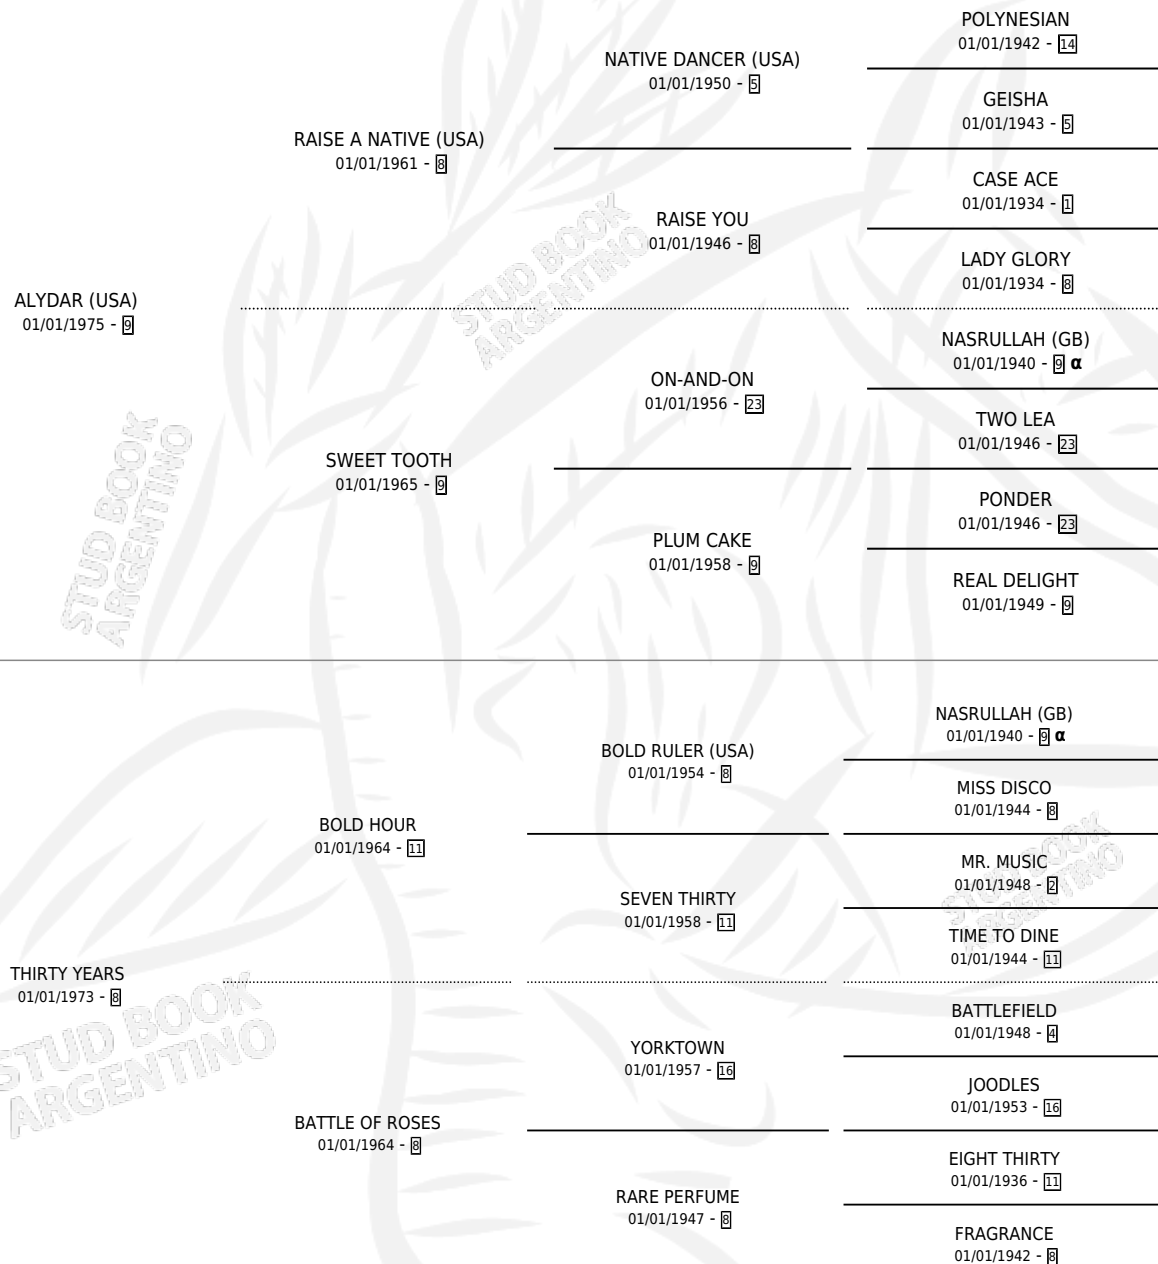 POLYNESIAN
01/01/1942 - 14
NATIVE DANCER (USA)
01/01/1950 - 5
GEISHA
01/01/1943 - 5
RAISE A NATIVE (USA)
01/01/1961 - 8
CASE ACE
01/01/1934 - 1
RAISE YOU
01/01/1946 - 8
LADY GLORY
01/01/1934 - 8
ALYDAR (USA)
01/01/1975 - 9
NASRULLAH (GB)
01/01/1940 - 9 α
ON-AND-ON
01/01/1956 - 23
TWO LEA
01/01/1946 - 23
SWEET TOOTH
01/01/1965 - 9
PONDER
01/01/1946 - 23
PLUM CAKE
01/01/1958 - 9
REAL DELIGHT
01/01/1949 - 9
NASRULLAH (GB)
01/01/1940 - 9 α
BOLD RULER (USA)
01/01/1954 - 8
MISS DISCO
01/01/1944 - 8
BOLD HOUR
01/01/1964 - 11
MR. MUSIC
01/01/1948 - 2
SEVEN THIRTY
01/01/1958 - 11
TIME TO DINE
01/01/1944 - 11
THIRTY YEARS
01/01/1973 - 8
BATTLEFIELD
01/01/1948 - 4
YORKTOWN
01/01/1957 - 16
JOODLES
01/01/1953 - 16
BATTLE OF ROSES
01/01/1964 - 8
EIGHT THIRTY
01/01/1936 - 11
RARE PERFUME
01/01/1947 - 8
FRAGRANCE
01/01/1942 - 8
STUD BOOK
ARGENTINO
STUD BOOK
ARGENTINO
STUD BOOK
ARGENTINO
STUD BOOK
ARGENTINO